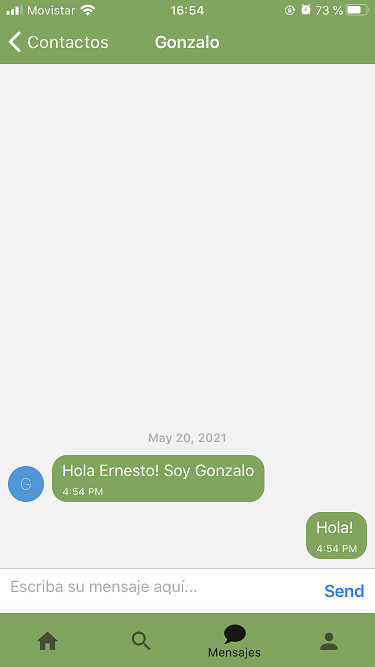 Movistar 16:54 73 %
Contactos Gonzalo
May 20, 2021
G
Hola Ernesto! Soy Gonzalo
4:54 PM
Hola!
4:54 PM
Escriba su mensaje aquí... Send
Mensajes